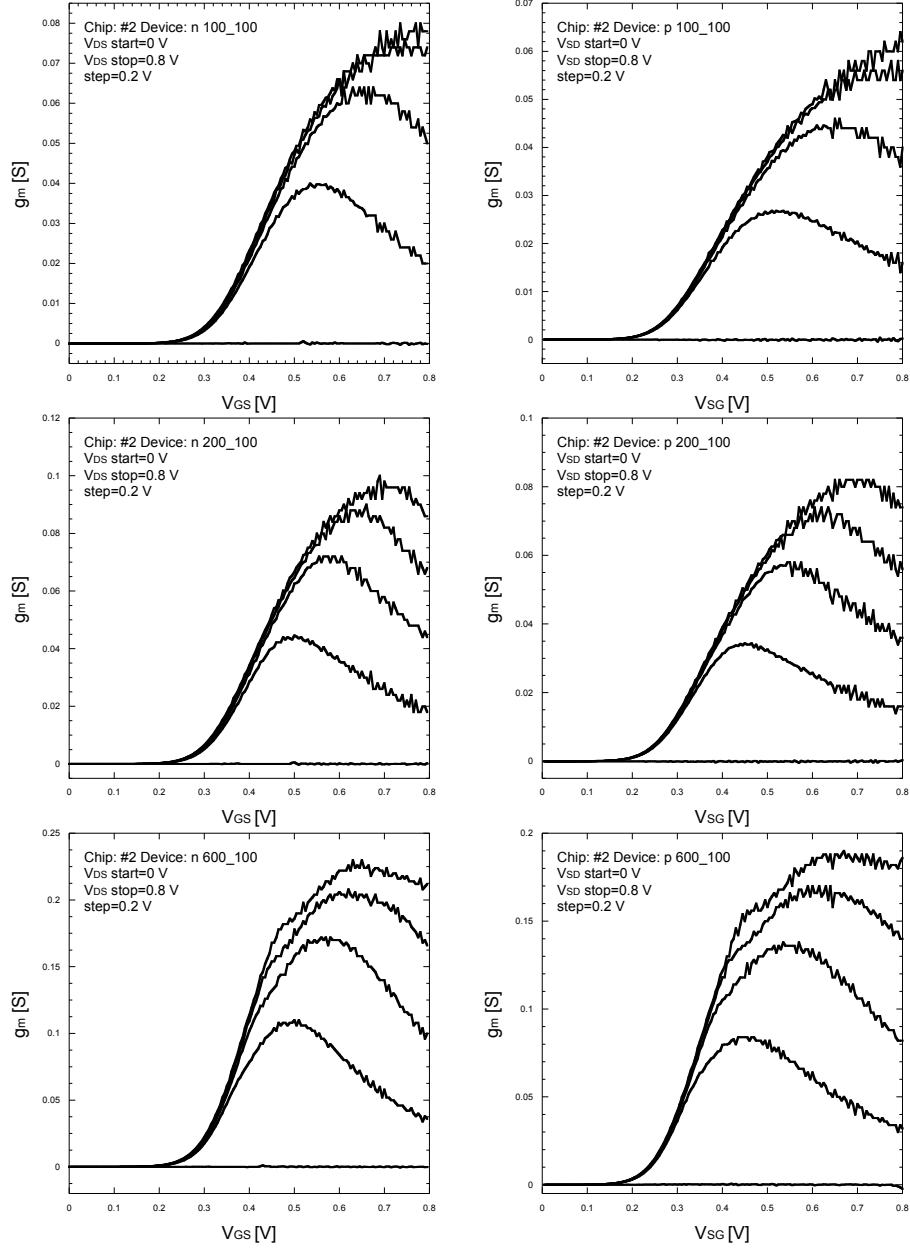 Chip: #2 Device: n 100_100
VDS start=0 V
VDS stop=0.8 V
step=0.2 V
gm [S]
0.08
0.07
0.06
0.05
0.04
0.03
0.02
0.01
0
0 0.1 0.2 0.3 0.4 0.5 0.6 0.7 0.8
VGS [V]
Chip: #2 Device: p 100_100
VSD start=0 V
VSD stop=0.8 V
step=0.2 V
gm [S]
0.06
0.05
0.04
0.03
0.02
0.01
0
0 0.1 0.2 0.3 0.4 0.5 0.6 0.7 0.8
VSG [V]
Chip: #2 Device: n 200_100
VDS start=0 V
VDS stop=0.8 V
step=0.2 V
gm [S]
0.12
0.1
0.08
0.06
0.04
0.02
0
0 0.1 0.2 0.3 0.4 0.5 0.6 0.7 0.8
VGS [V]
Chip: #2 Device: p 200_100
VSD start=0 V
VSD stop=0.8 V
step=0.2 V
gm [S]
0.1
0.08
0.06
0.04
0.02
0
0 0.1 0.2 0.3 0.4 0.5 0.6 0.7 0.8
VSG [V]
Chip: #2 Device: n 600_100
VDS start=0 V
VDS stop=0.8 V
step=0.2 V
gm [S]
0.25
0.2
0.15
0.1
0.05
0
0 0.1 0.2 0.3 0.4 0.5 0.6 0.7 0.8
VGS [V]
Chip: #2 Device: p 600_100
VSD start=0 V
VSD stop=0.8 V
step=0.2 V
gm [S]
0.2
0.15
0.1
0.05
0
0 0.1 0.2 0.3 0.4 0.5 0.6 0.7 0.8
VSG [V]